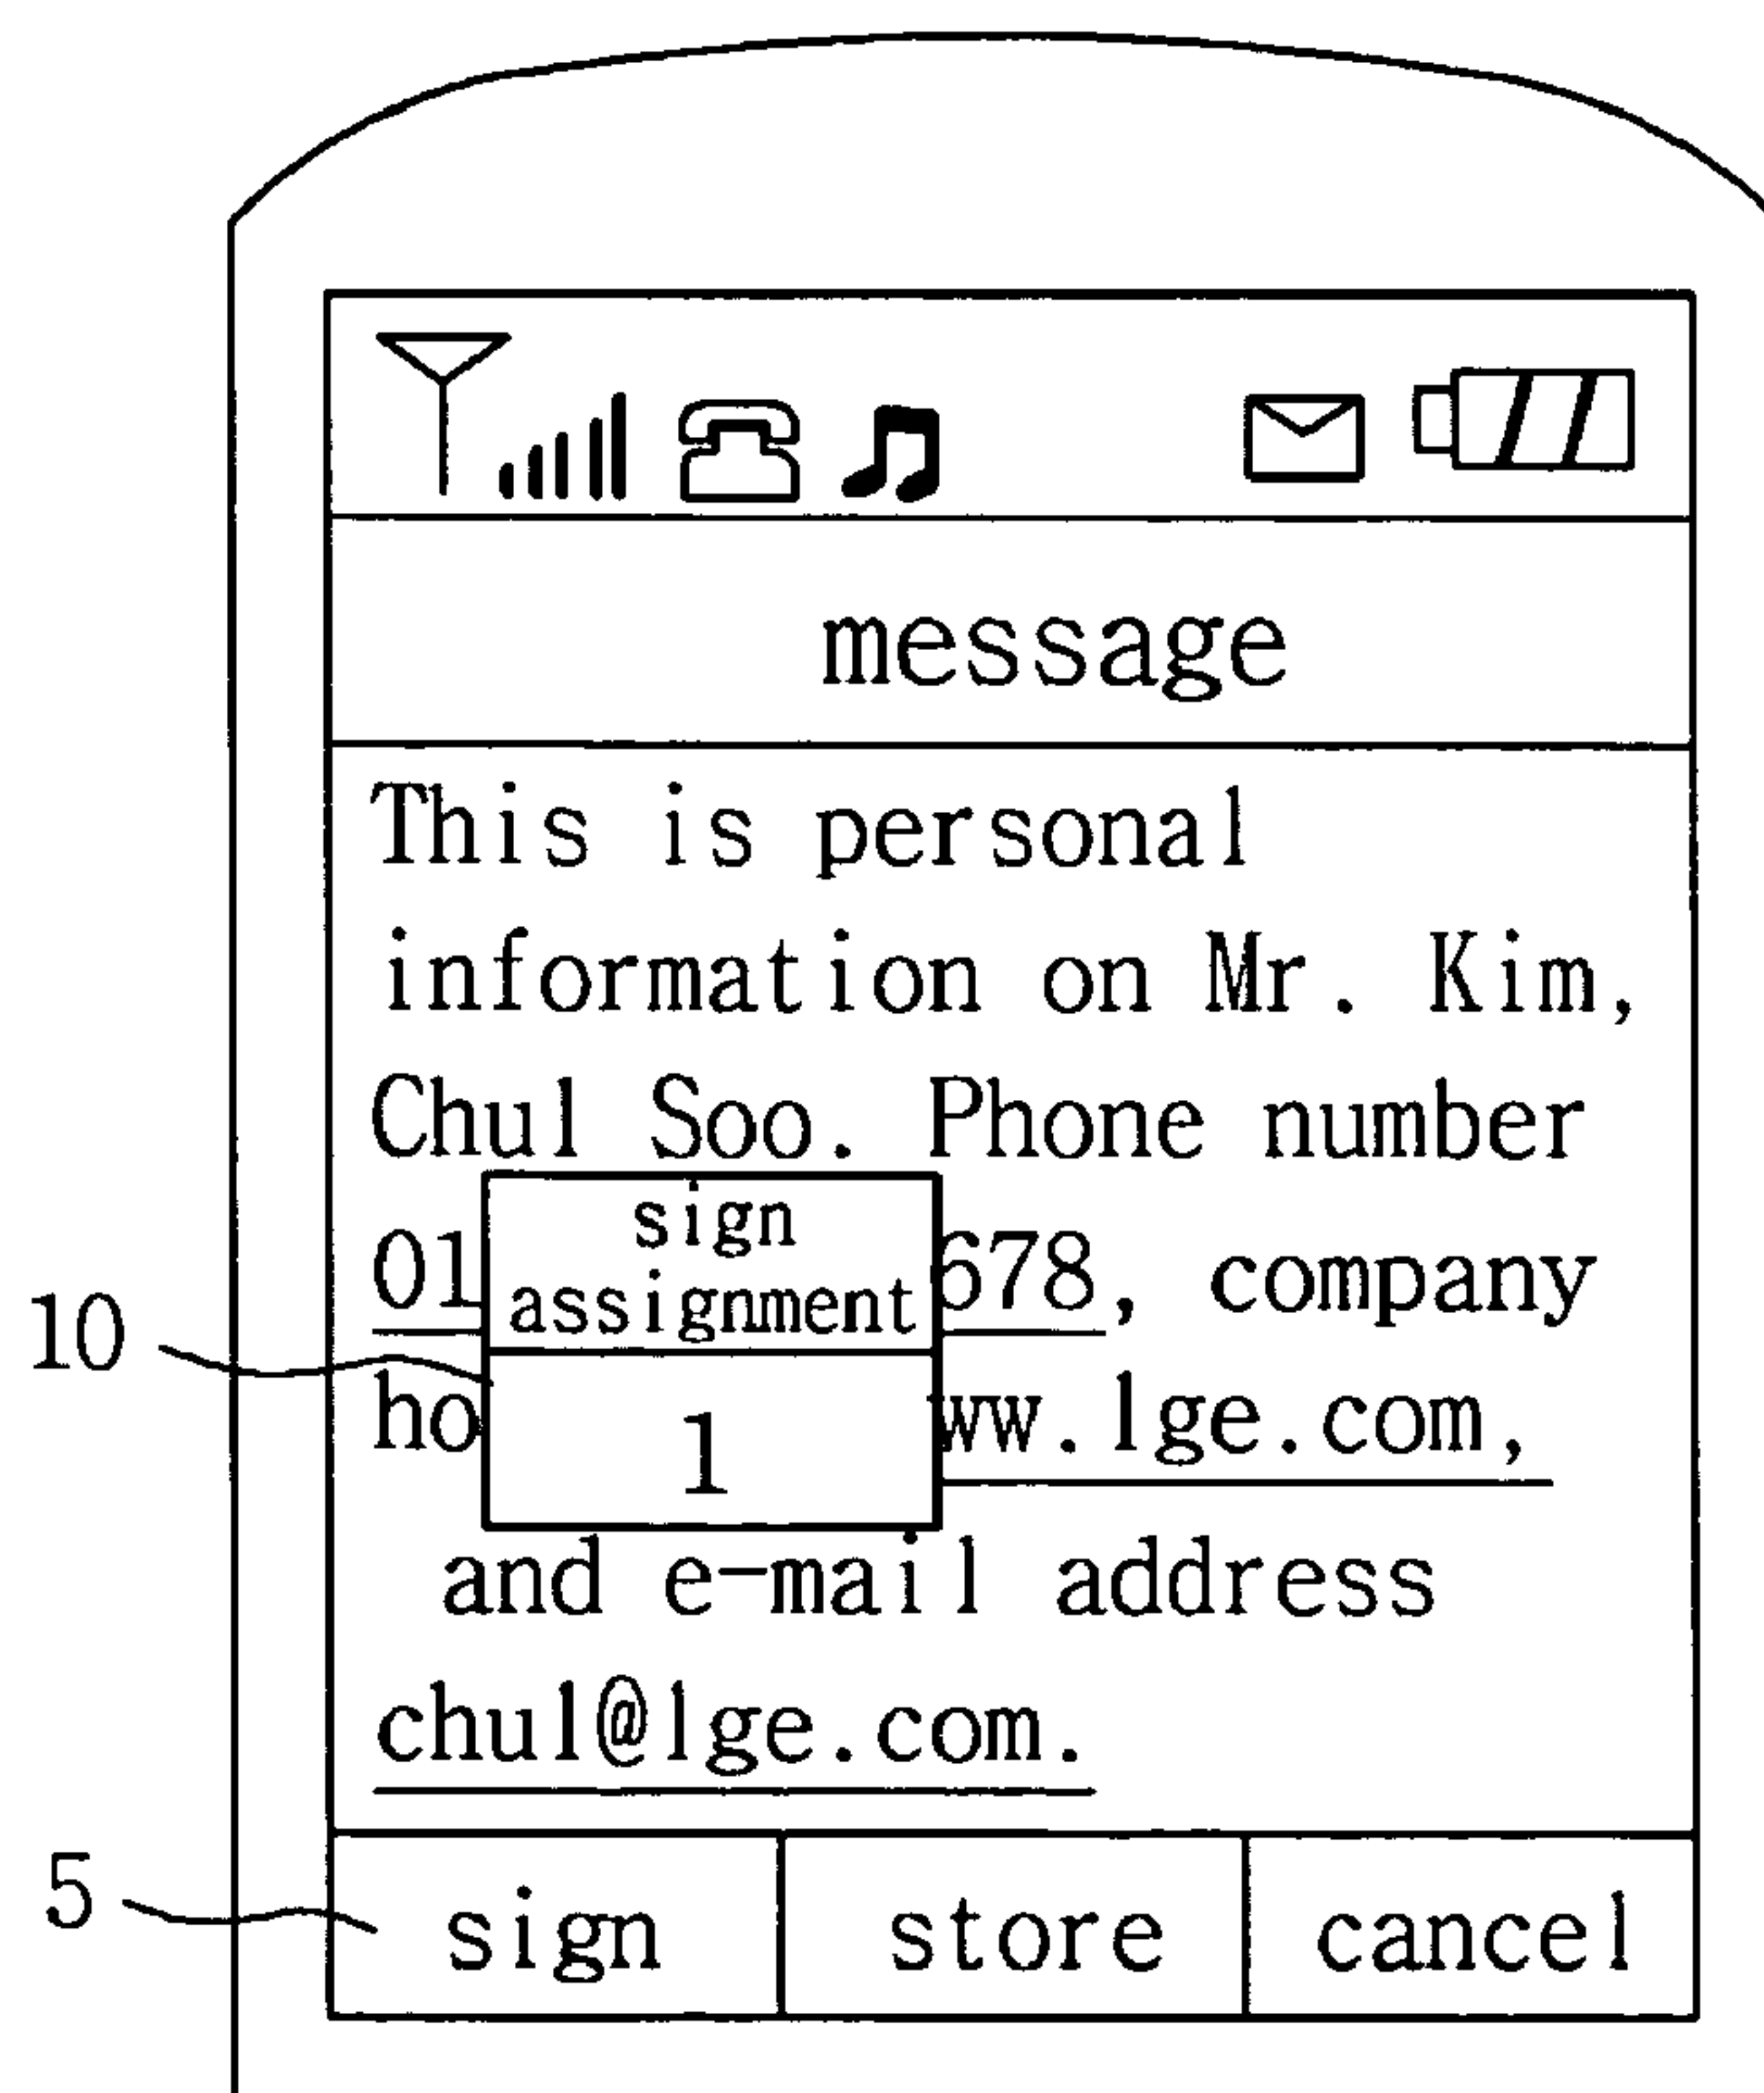 message
This is personal
information on Mr. Kim,
Chul Soo. Phone number
01 678, company
ho ww.lge.com,
sign
assignment
1
and e-mail address
chul@lge.com.
10
5
sign store cancel